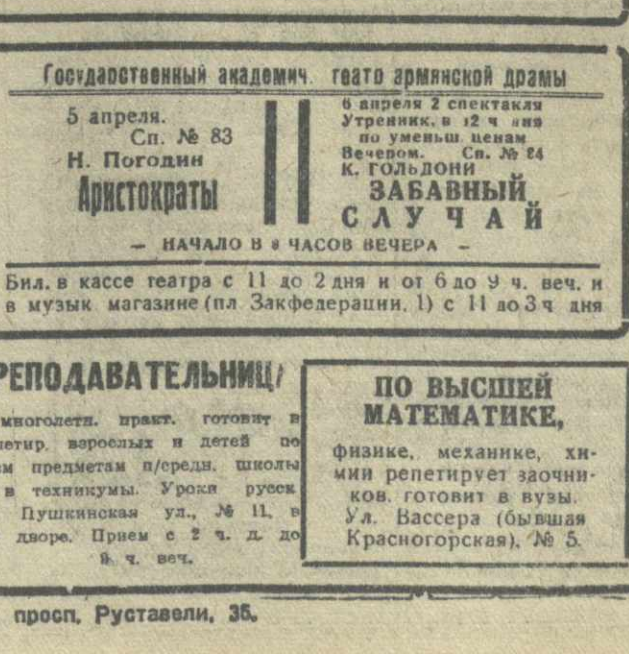 Государственный академич. театр армянской драмы
5 апреля.
Сп. № 83
Н. Погодин
Аристократы
6 апреля 2 спектакля
Утренник. в 12 ч дня
по уменьш. ценам
Вечером. Сп. № 84
К. ГОЛЬДОНИ
ЗАБАВНЫЙ
СЛУЧАЙ
— НАЧАЛО В 8 ЧАСОВ ВЕЧЕРА —
Бил. в кассе театра с 11 до 2 дня и от 6 до 9 ч. веч. и
в музык магазине (пл. Закфедерации, 1) с 11 до 3 ч дня
РЕПОДАВАТЕЛЬНИЦА
многолетн. практ. готовит и
петир. взрослых и детей по
м предметам п/средн. школы
в техникумы. Уроки русск
Пушкинская ул., № 11, в
дворе. Прием с 2 ч. д. до
ч. веч.
ПО ВЫСШЕЙ
МАТЕМАТИКЕ,
физике, механике, хи-
мии репетирует заочни-
ков. готовит в вузы.
Ул. Вассера (бывшая
Красногорская), № 5.
просп. Руставели, 35.